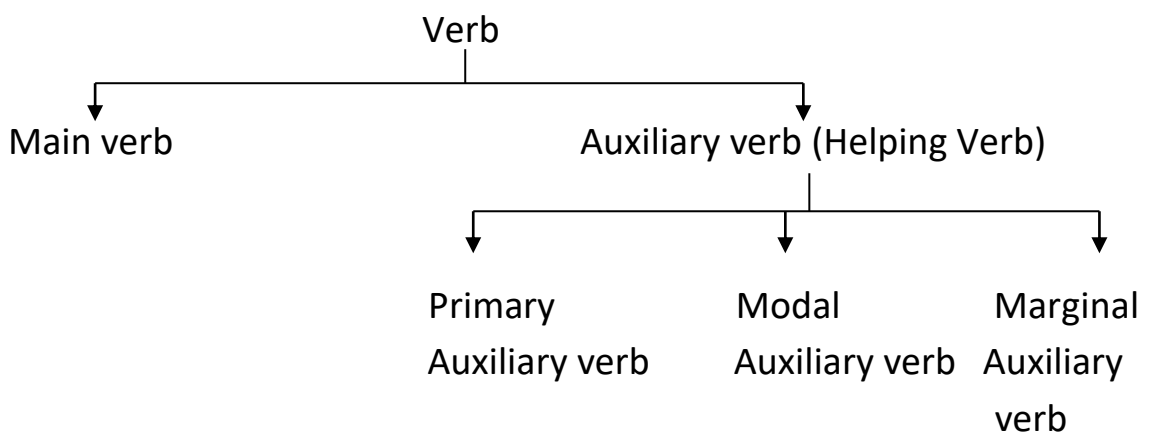 Verb
Main verb Auxiliary verb (Helping Verb)
Primary Modal Marginal
Auxiliary verb Auxiliary verb Auxiliary
verb